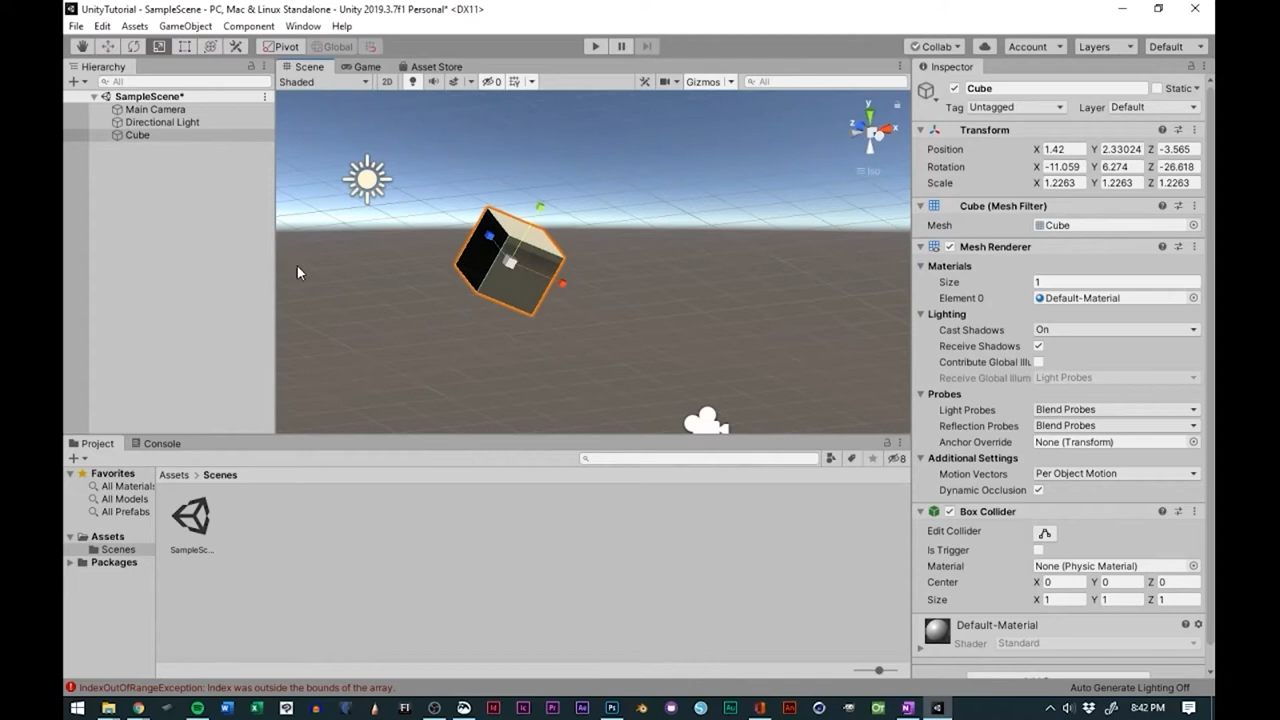 UnityTutorial - SampleScene - PC, Mac & Linux Standalone - Unity 2019.3.7f1 Personal* <DX11>
File Edit Assets GameObject Component Window Help
Pivot Global Collab Account Layers Default
Hierarchy Scene Game Asset Store Inspector
All Shaded 2D 0 Gizmos All Cube Static
SampleScene*
Main Camera
Directional Light
Cube
y
z x
Iso
Tag Untagged Layer Default
Transform
Position X 1.42 Y 2.33024 Z -3.565
Rotation X -11.059 Y 6.274 Z -26.618
Scale X 1.2263 Y 1.2263 Z 1.2263
Cube (Mesh Filter)
Mesh Cube
Mesh Renderer
Materials
Size 1
Element 0 Default-Material
Lighting
Cast Shadows On
Receive Shadows
Contribute Global Illu
Receive Global Illum Light Probes
Probes
Light Probes Blend Probes
Reflection Probes Blend Probes
Anchor Override None (Transform)
Additional Settings
Motion Vectors Per Object Motion
Dynamic Occlusion
Box Collider
Edit Collider
Is Trigger
Material None (Physic Material)
Center X 0 Y 0 Z 0
Size X 1 Y 1 Z 1
Default-Material
Shader Standard
Project Console
8
Favorites
All Materials
All Models
All Prefabs
Assets
Scenes
Packages
Assets > Scenes
SampleSc...
IndexOutOfRangeException: Index was outside the bounds of the array.
Auto Generate Lighting Off
8:42 PM